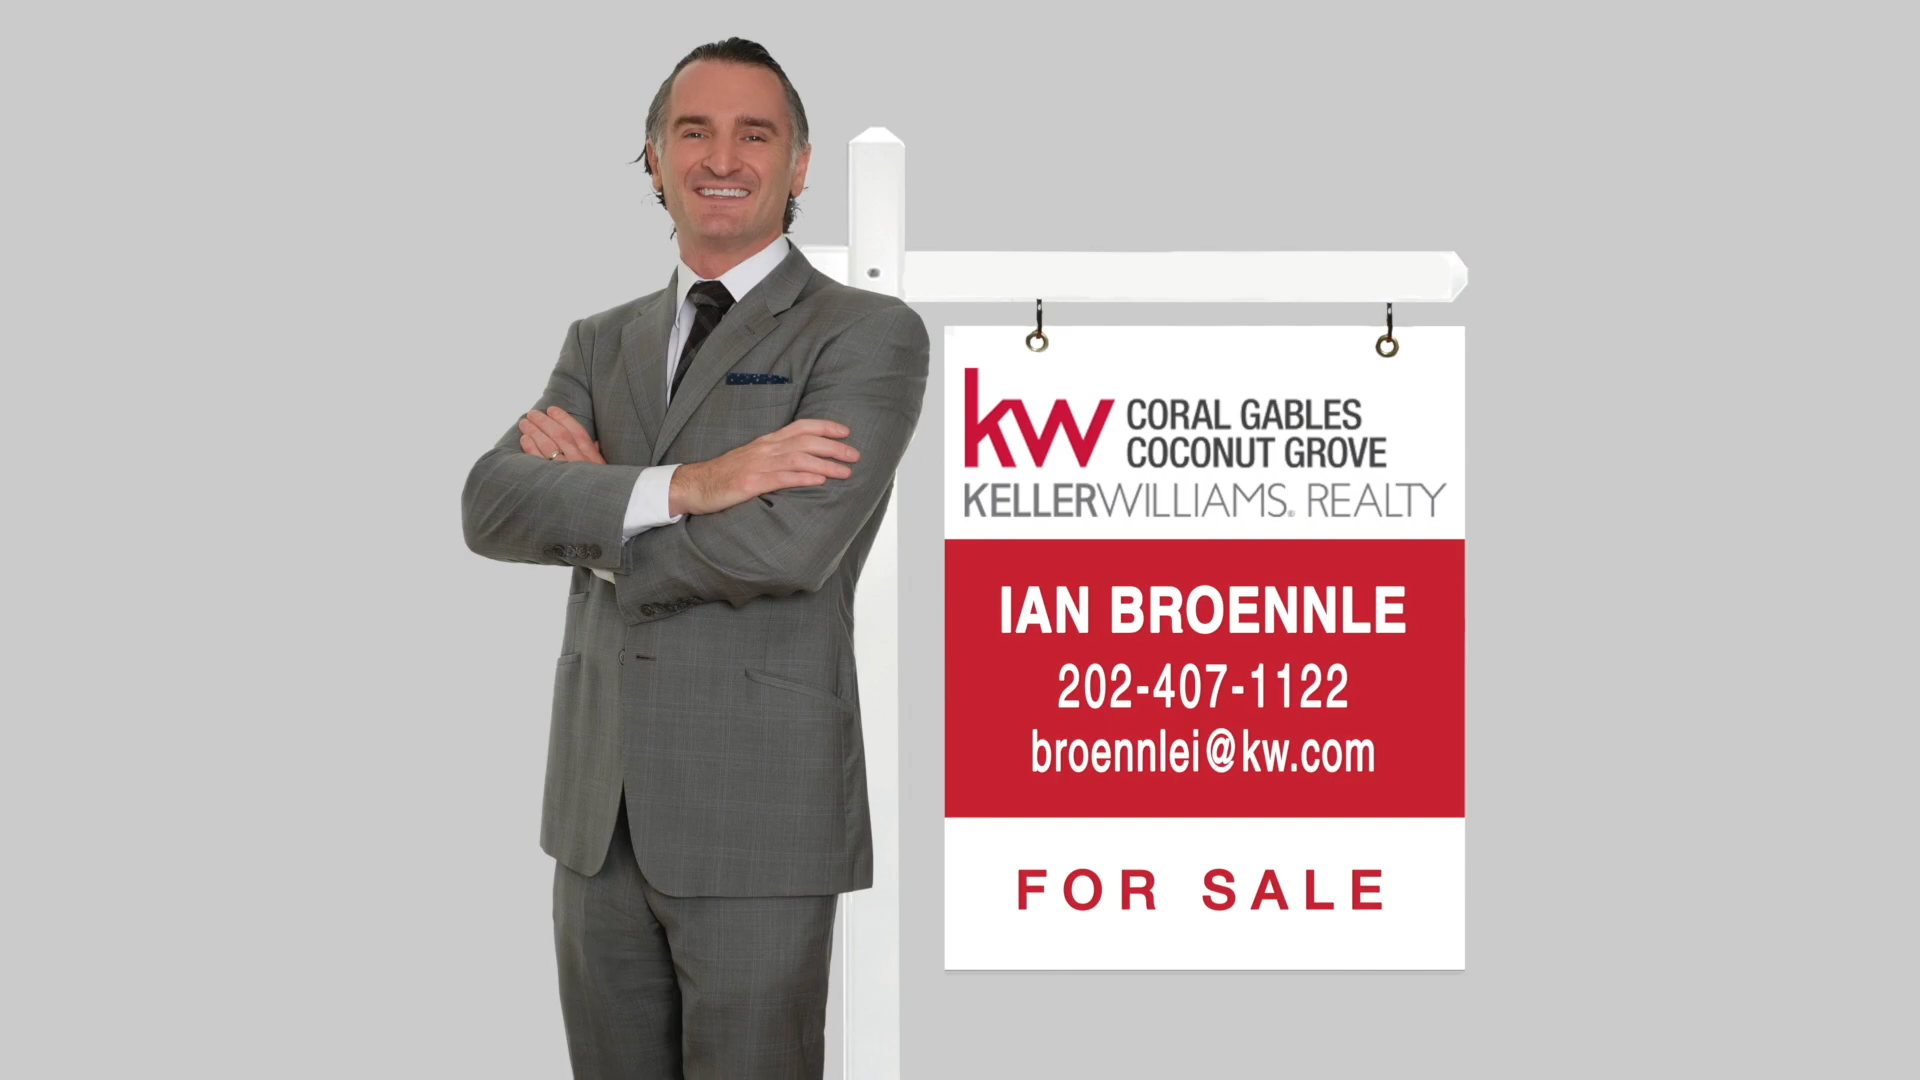 kw CORAL GABLES
COCONUT GROVE
KELLERWILLIAMS® REALTY
IAN BROENNLE
202-407-1122
broennlei@kw.com
FOR SALE